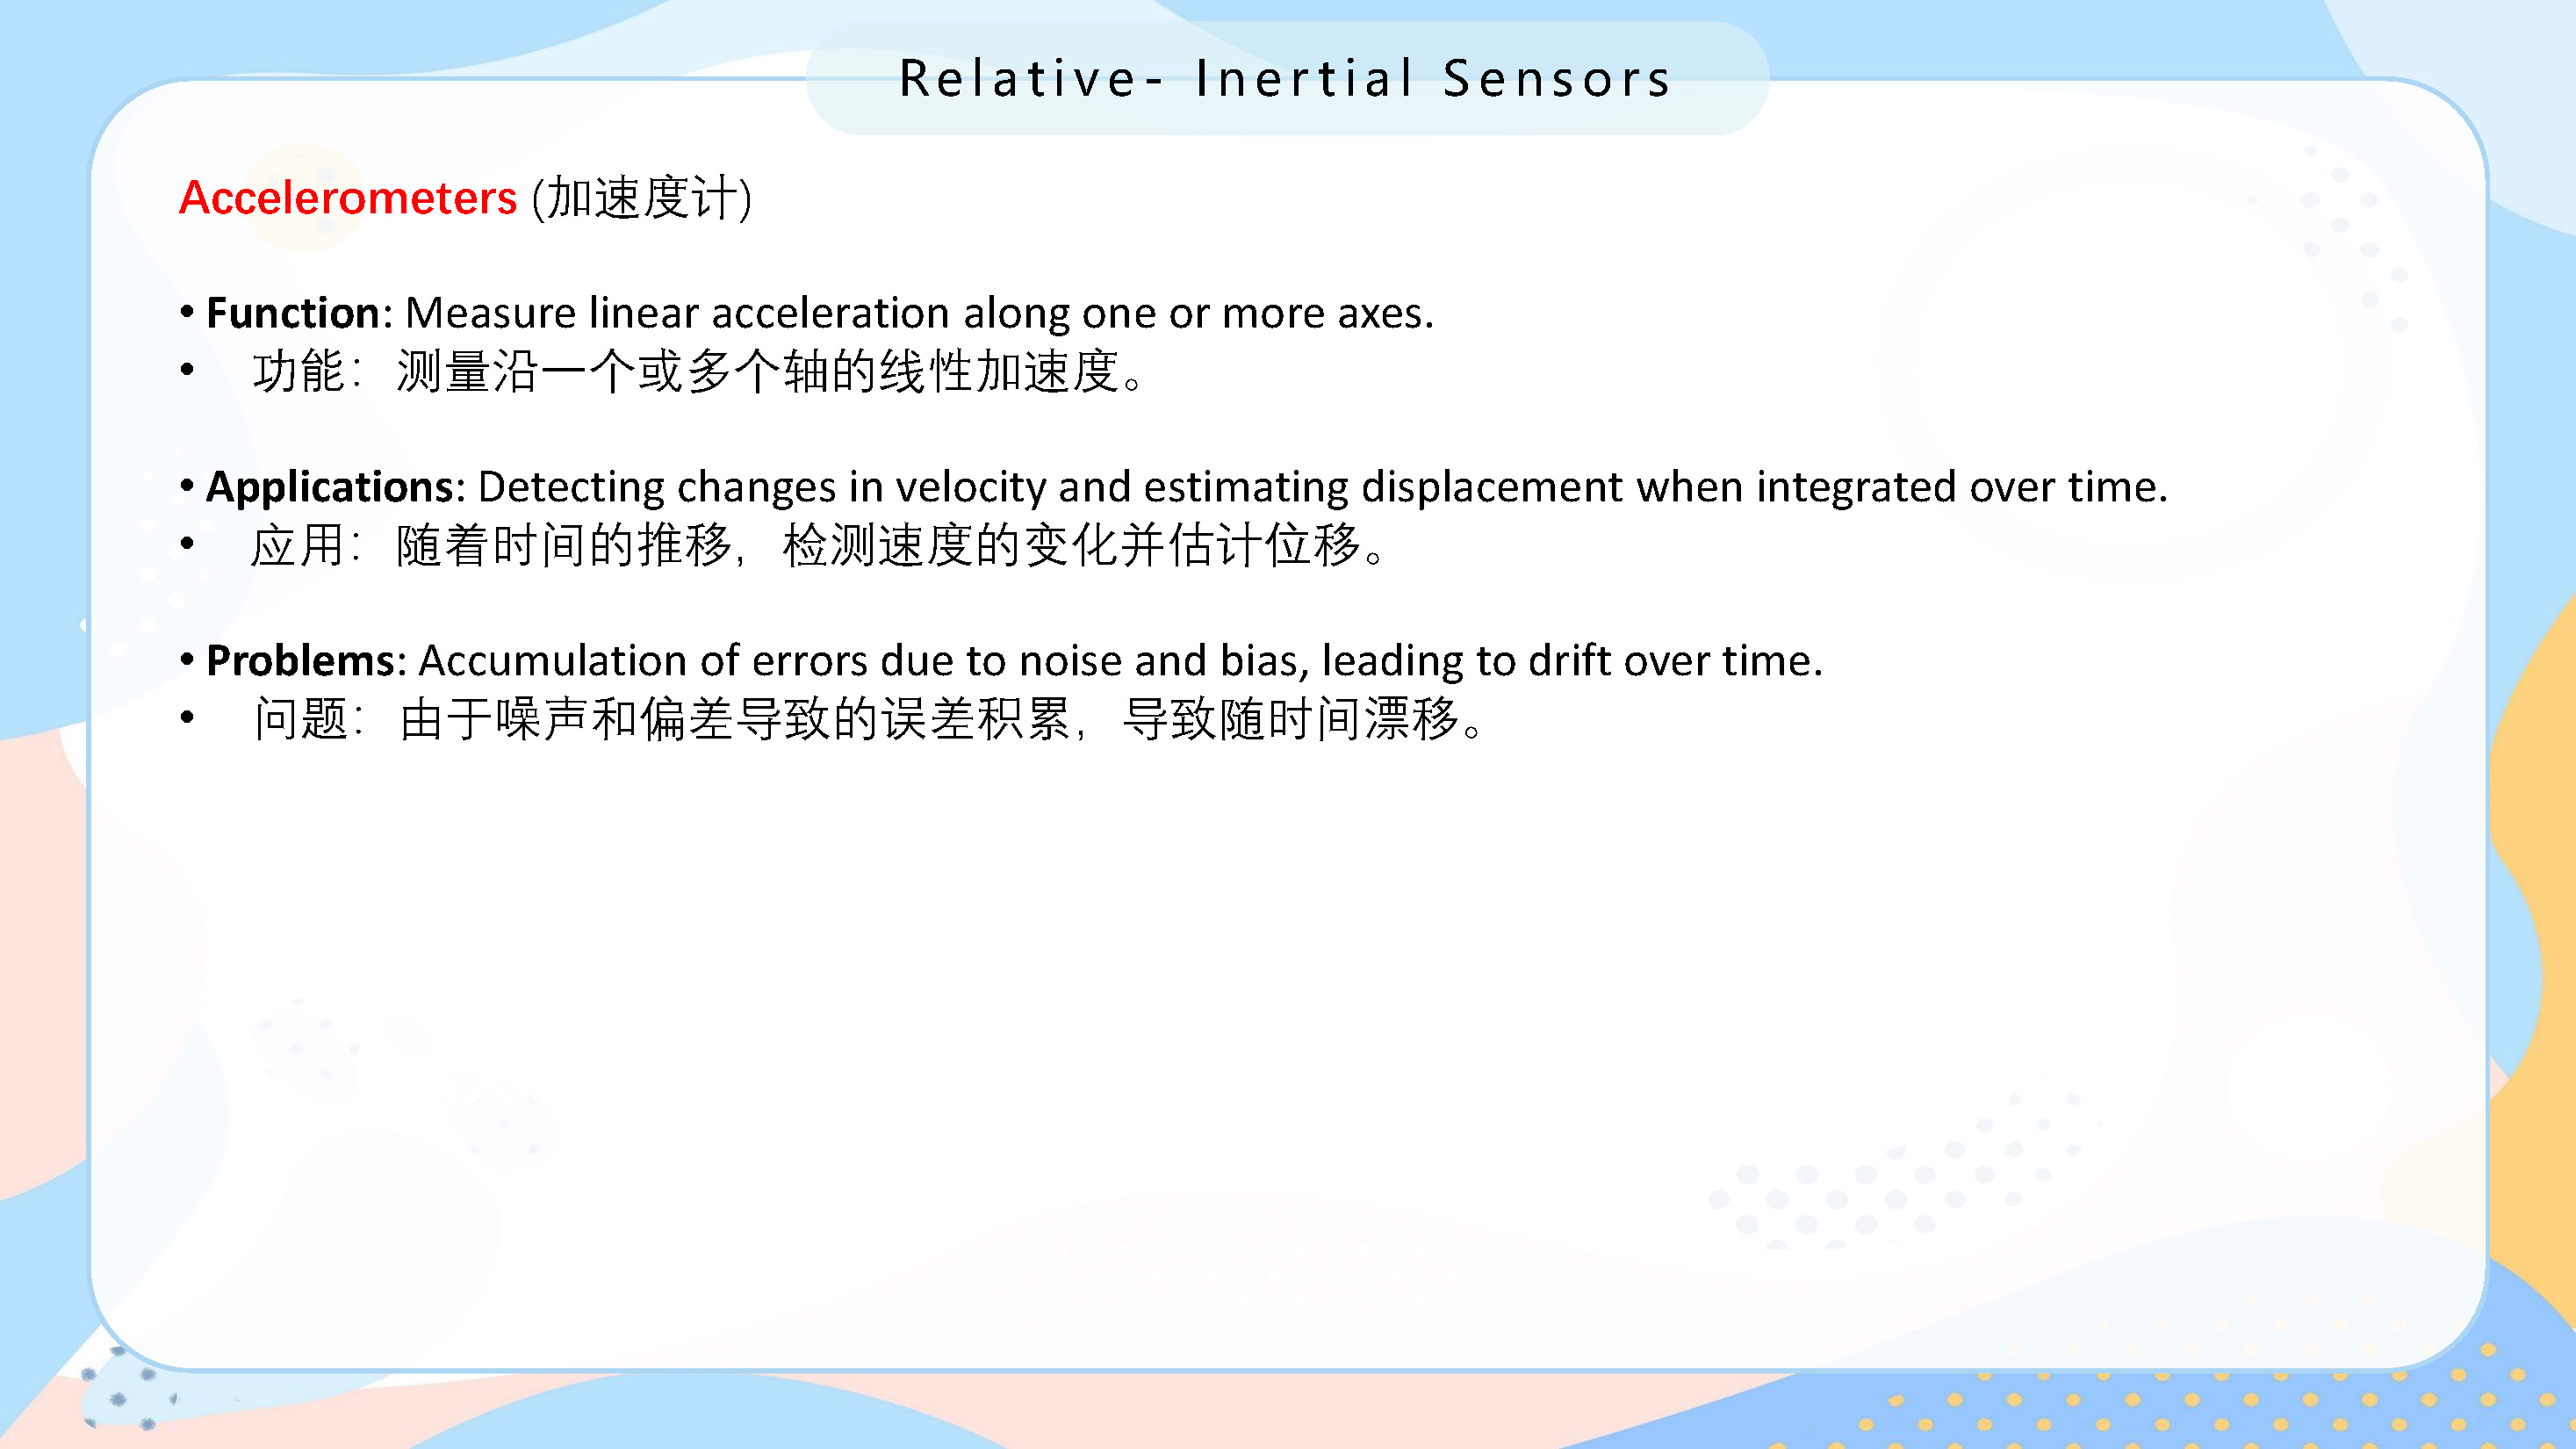 Relative- Inertial Sensors
Accelerometers (加速度计)
• Function: Measure linear acceleration along one or more axes.
• 功能：测量沿一个或多个轴的线性加速度。
• Applications: Detecting changes in velocity and estimating displacement when integrated over time.
• 应用：随着时间的推移，检测速度的变化并估计位移。
• Problems: Accumulation of errors due to noise and bias, leading to drift over time.
• 问题：由于噪声和偏差导致的误差积累，导致随时间漂移。